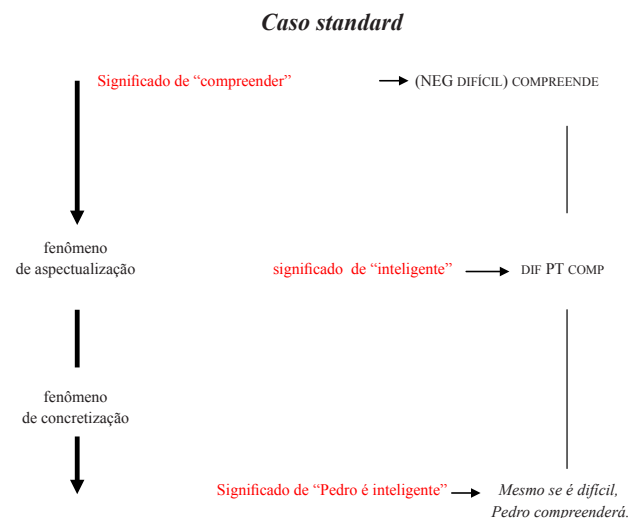 Caso standard
Significado de “compreender”
(NEG DIFÍCIL) COMPREENDE
fenômeno
de aspectualização
significado de “inteligente”
DIF PT COMP
fenômeno
de concretização
Significado de “Pedro é inteligente”
Mesmo se é difícil,
Pedro compreenderá.